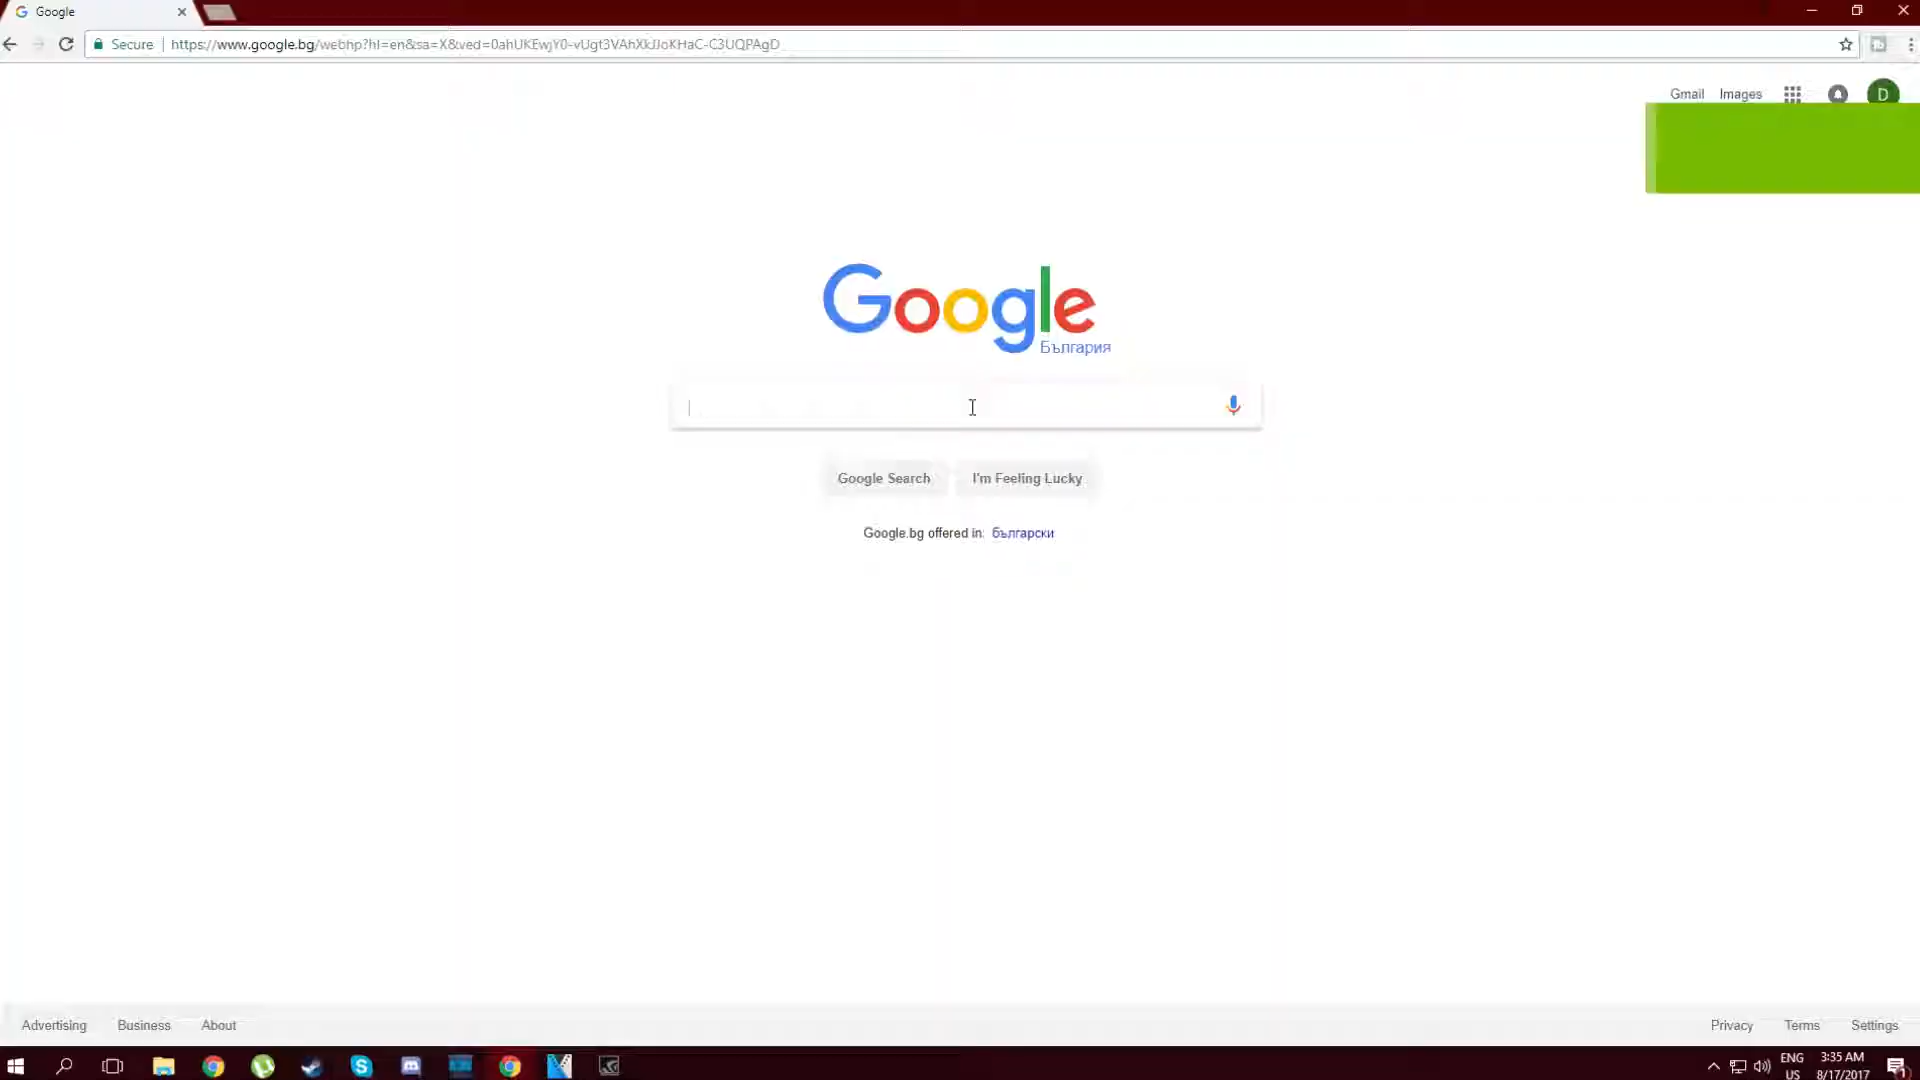 Google
Secure
https://www.google.bg/webhp?hl=en&sa=X&ved=0ahUKEwjY0-vUgt3VAhXkJJoKHaC-C3UQPAgD
Gmail Images D
Google
България
Google Search I'm Feeling Lucky
Google.bg offered in: български
Advertising Business About
Privacy Terms Settings
ENG 3:35 AM
US 8/17/2017
1